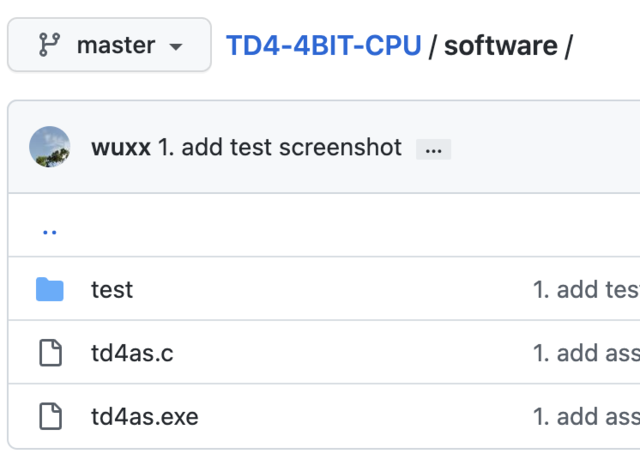 master TD4-4BIT-CPU / software /
wuxx 1. add test screenshot ...
..
test 1. add tes
td4as.c 1. add ass
td4as.exe 1. add ass